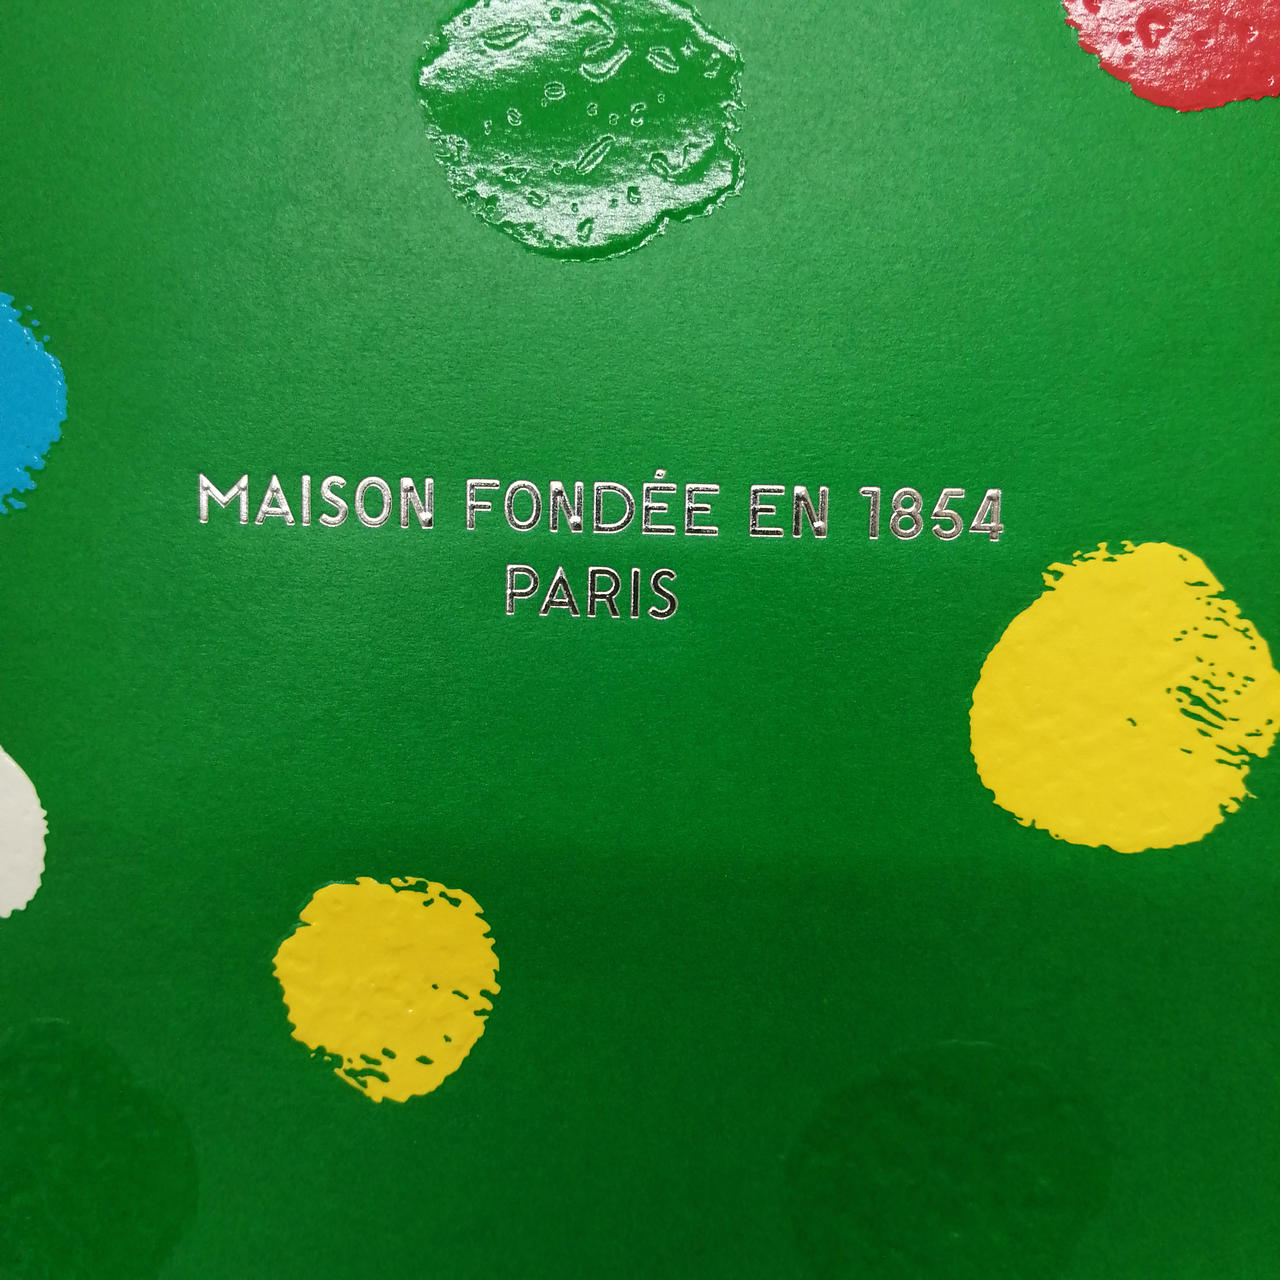 MAISON FONDÉE EN 1854
PARIS